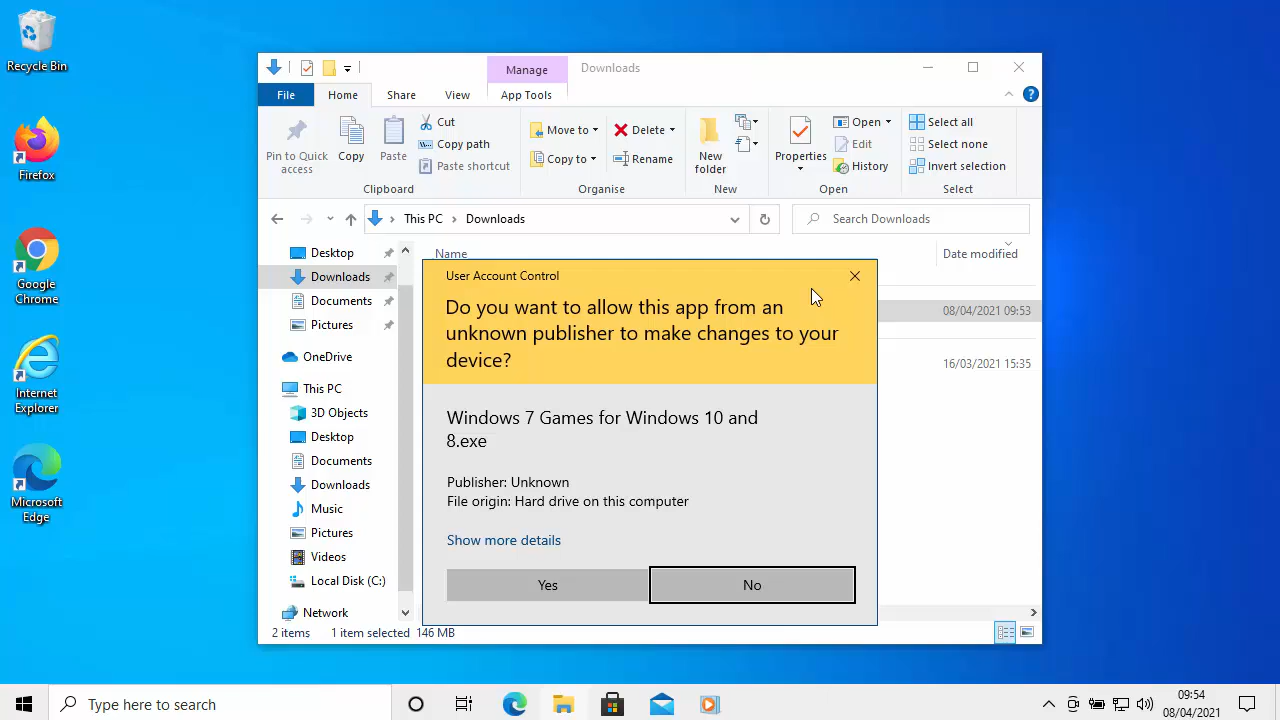 Recycle Bin
Firefox
Google
Chrome
Internet
Explorer
Microsoft
Edge
Manage
Downloads
File
Home
Share
View
App Tools
Pin to Quick
access
Copy
Paste
Cut
Copy path
Paste shortcut
Clipboard
Move to
Copy to
Delete
Rename
Organise
New
folder
New
Properties
Open
Edit
History
Open
Select all
Select none
Invert selection
Select
This PC
Downloads
Search Downloads
Desktop
Downloads
Documents
Pictures
OneDrive
This PC
3D Objects
Desktop
Documents
Downloads
Music
Pictures
Videos
Local Disk (C:)
Network
Name
Date modified
08/04/2021 09:53
16/03/2021 15:35
User Account Control
Do you want to allow this app from an
unknown publisher to make changes to your
device?
Windows 7 Games for Windows 10 and
8.exe
Publisher: Unknown
File origin: Hard drive on this computer
Show more details
Yes
No
2 items
1 item selected
146 MB
Type here to search
09:54
08/04/2021